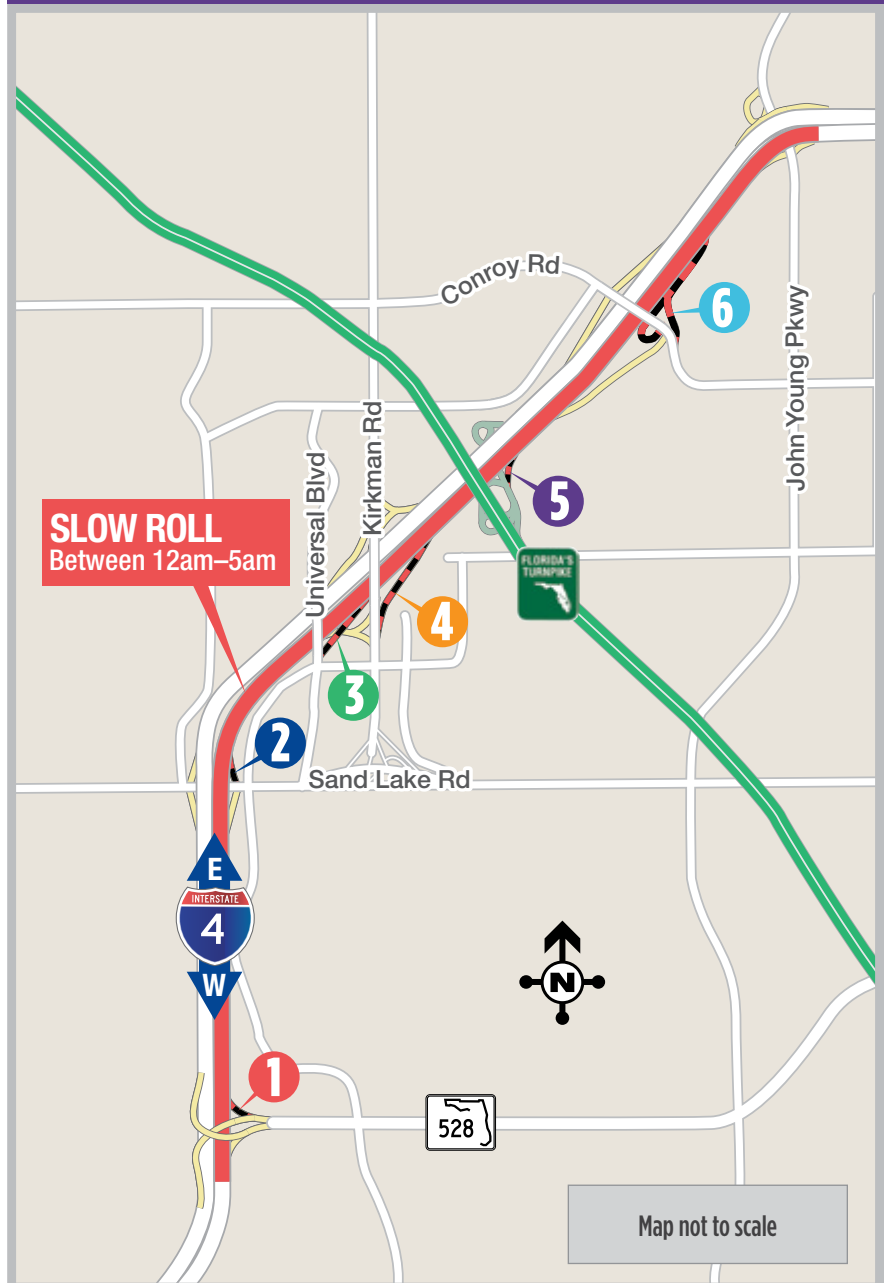 Conroy Rd
6
John Young Pkwy
Kirkman Rd
Universal Blvd
5
SLOW ROLL
Between 12am–5am
FLORIDA'S
TURNPIKE
4
3
2
Sand Lake Rd
E
INTERSTATE
4
W
N
1
528
Map not to scale